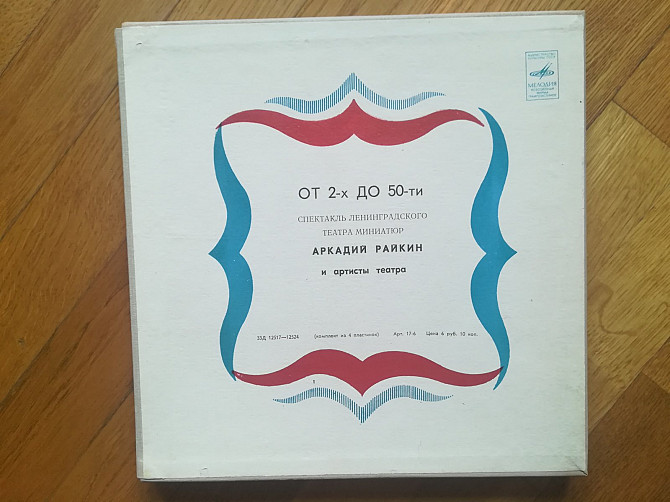 МЕЛОДИЯ
ОТ 2-х ДО 50-ти
СПЕКТАКЛЬ ЛЕНИНГРАДСКОГО
ТЕАТРА МИНИАТЮР
АРКАДИЙ РАЙКИН
и артисты театра
33Д 12517—12524 (комплект из 4 пластинок) Арт. 17-6 Цена 6 руб. 10 коп.